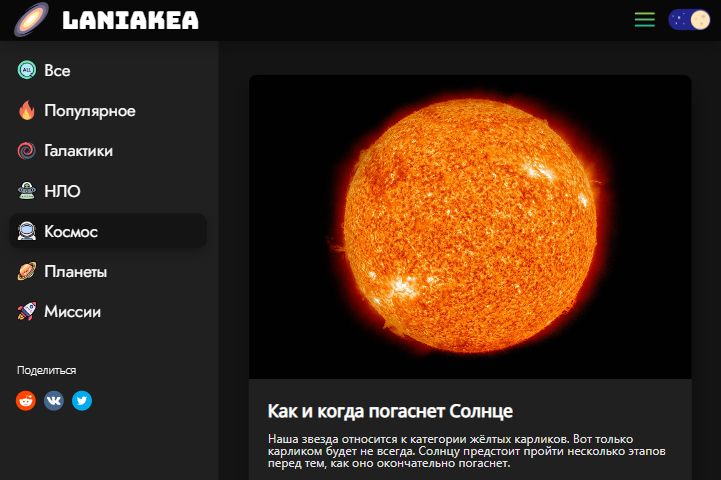 LANIAKEA
Все
Популярное
Галактики
НЛО
Космос
Планеты
Миссии
Поделиться
Как и когда погаснет Солнце
Наша звезда относится к категории жёлтых карликов. Вот только
карликом будет не всегда. Солнцу предстоит пройти несколько этапов
перед тем, как оно окончательно погаснет.